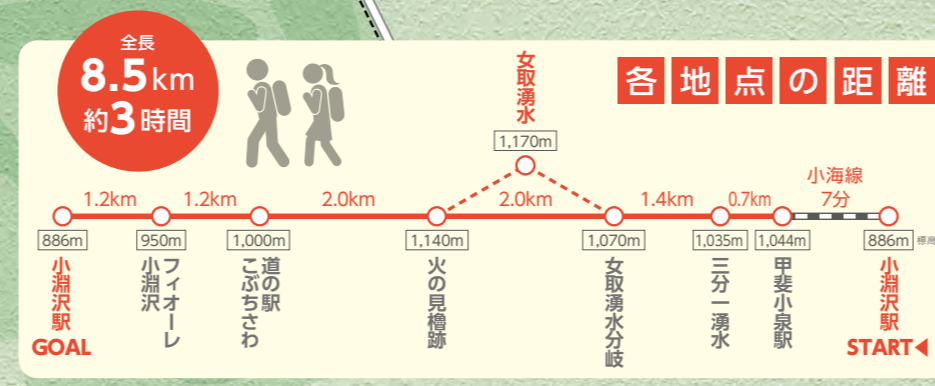 全長
8.5km
約3時間
各地点の距離
女取湧水
1,170m
小海線
7分
1.2km
1.2km
2.0km
2.0km
1.4km
0.7km
886m
950m
1,000m
1,140m
1,070m
1,035m
1,044m
886m
標高
小淵沢駅
GOAL
フィオーレ
小淵沢
道の駅
こぶちさわ
火の見櫓跡
女取湧水分岐
三分一湧水
甲斐小泉駅
小淵沢駅
START